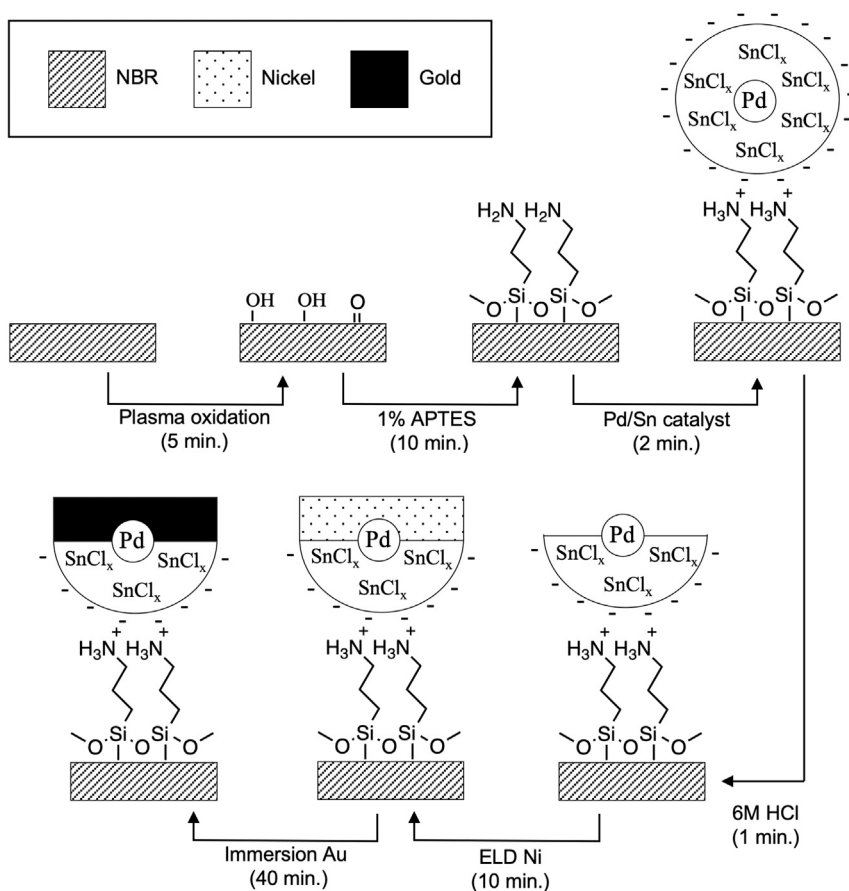 NBR
Nickel
Gold
SnClx
SnClx
SnClx
Pd
SnClx
SnClx
SnClx
- - - - - - - - - - - - - - - - - - - -
+ +
H3N H3N
Si Si
O O O
H2N H2N
Si Si
O O O
OH OH O
Plasma oxidation
(5 min.)
1% APTES
(10 min.)
Pd/Sn catalyst
(2 min.)
6M HCl
(1 min.)
Pd
SnClx SnClx
SnClx
- - - - - - - -
+ +
H3N H3N
Si Si
O O O
ELD Ni
(10 min.)
Pd
SnClx SnClx
SnClx
- - - - - - - -
+ +
H3N H3N
Si Si
O O O
Immersion Au
(40 min.)
Pd
SnClx SnClx
SnClx
- - - - - - - -
+ +
H3N H3N
Si Si
O O O